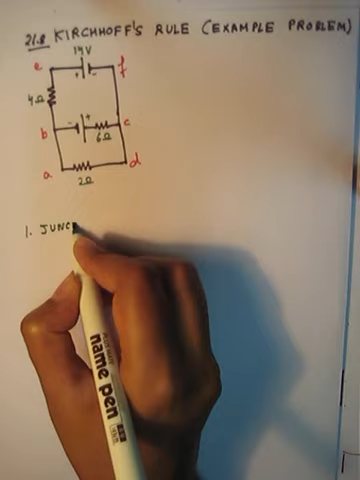 21.8 KIRCHHOFF'S RULE (EXAMPLE PROBLEM)
14V
e f
+ -
4Ω
- +
b c
6Ω
a d
2Ω
1. JUNC
name pen